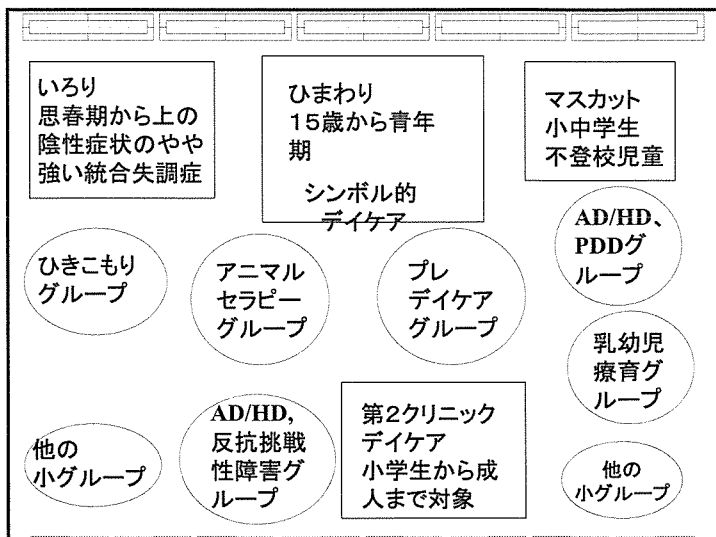 いろり
思春期から上の
陰性症状のやや
強い統合失調症
ひまわり
15歳から青年
期
シンボル的
デイケア
マスカット
小中学生
不登校児童
ひきこもり
グループ
アニマル
セラピー
グループ
プレ
デイケア
グループ
AD/HD、
PDDグ
ループ
乳幼児
療育グ
ループ
他の
小グループ
AD/HD,
反抗挑戦
性障害グ
ループ
第2クリニック
デイケア
小学生から成
人まで対象
他の
小グループ